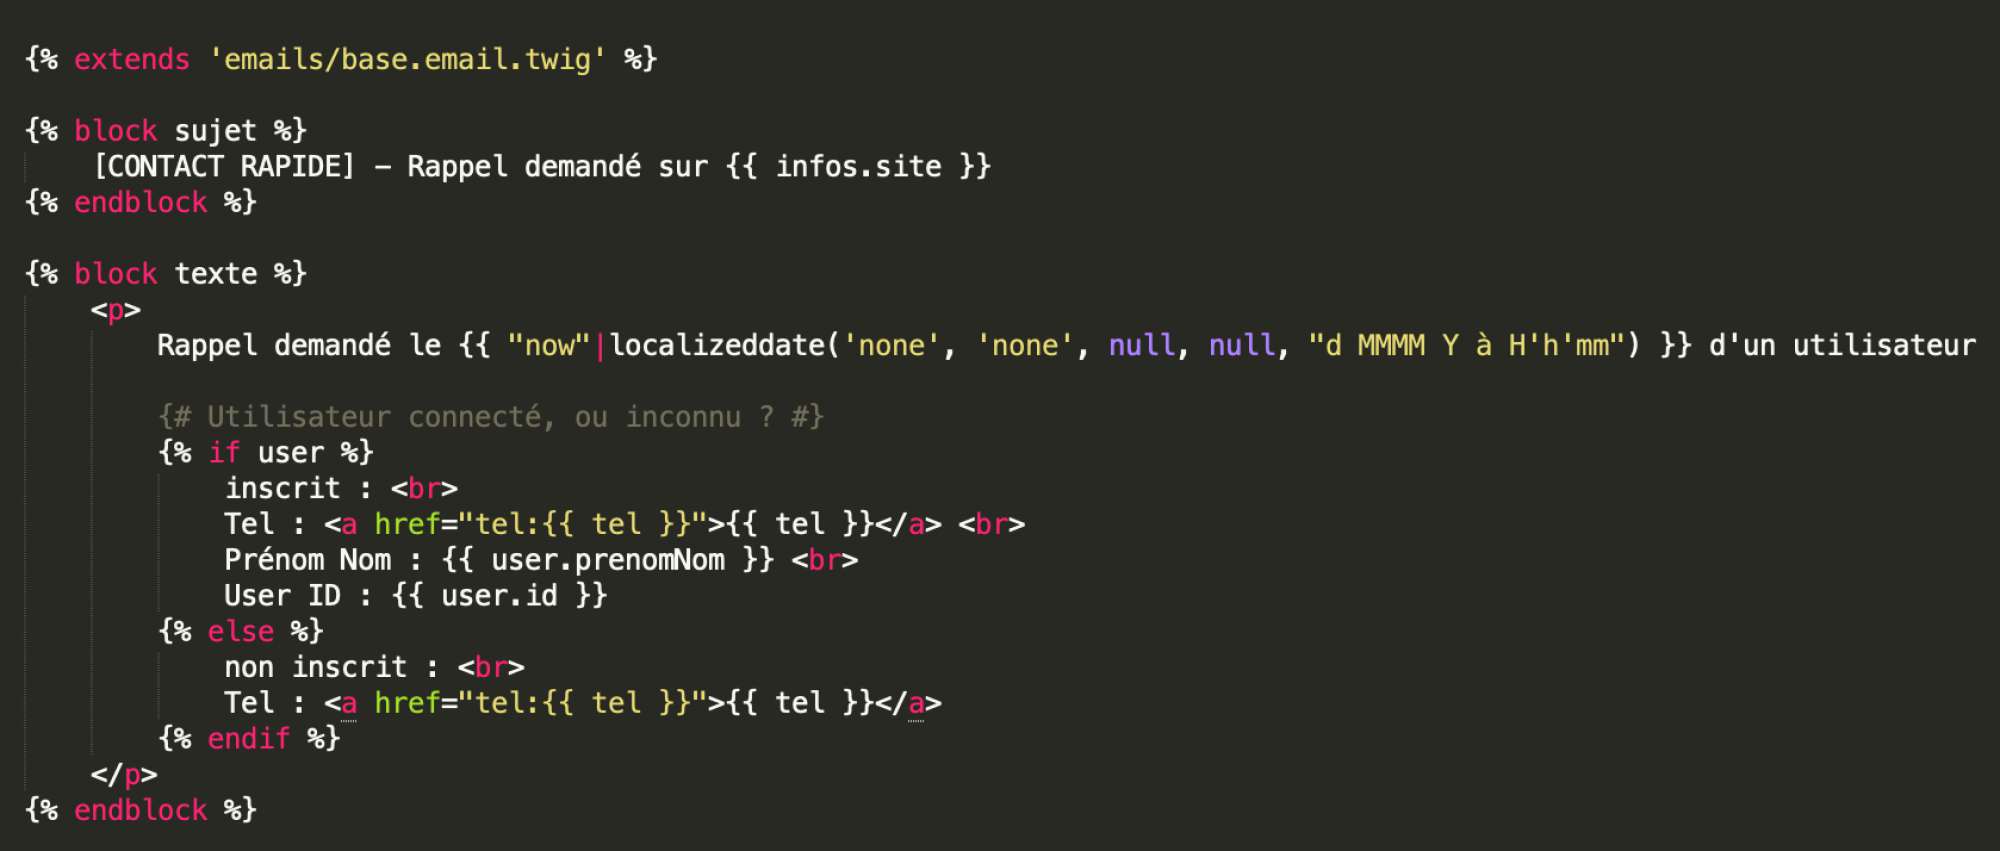 {% extends 'emails/base.email.twig' %}
{% block sujet %}
[CONTACT RAPIDE] – Rappel demandé sur {{ infos.site }}
{% endblock %}
{% block texte %}
<p>
Rappel demandé le {{ "now"|localizeddate('none', 'none', null, null, "d MMMM Y à H'h'mm") }} d'un utilisateur
{# Utilisateur connecté, ou inconnu ? #}
{% if user %}
inscrit : <br>
Tel : <a href="tel:{{ tel }}">{{ tel }}</a> <br>
Prénom Nom : {{ user.prenomNom }} <br>
User ID : {{ user.id }}
{% else %}
non inscrit : <br>
Tel : <a href="tel:{{ tel }}">{{ tel }}</a>
{% endif %}
</p>
{% endblock %}